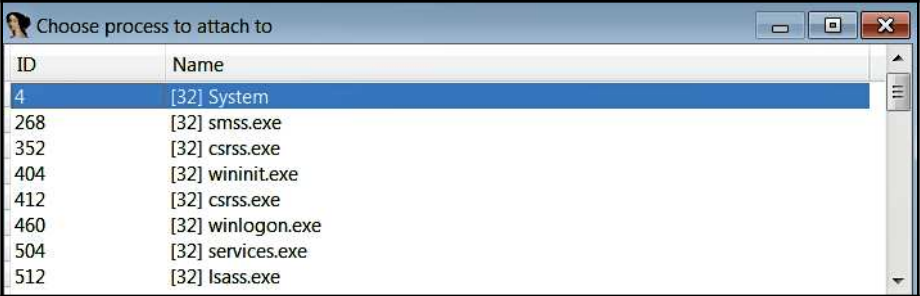 Choose process to attach to
ID Name
4 [32] System
268 [32] smss.exe
352 [32] csrss.exe
404 [32] wininit.exe
412 [32] csrss.exe
460 [32] winlogon.exe
504 [32] services.exe
512 [32] lsass.exe